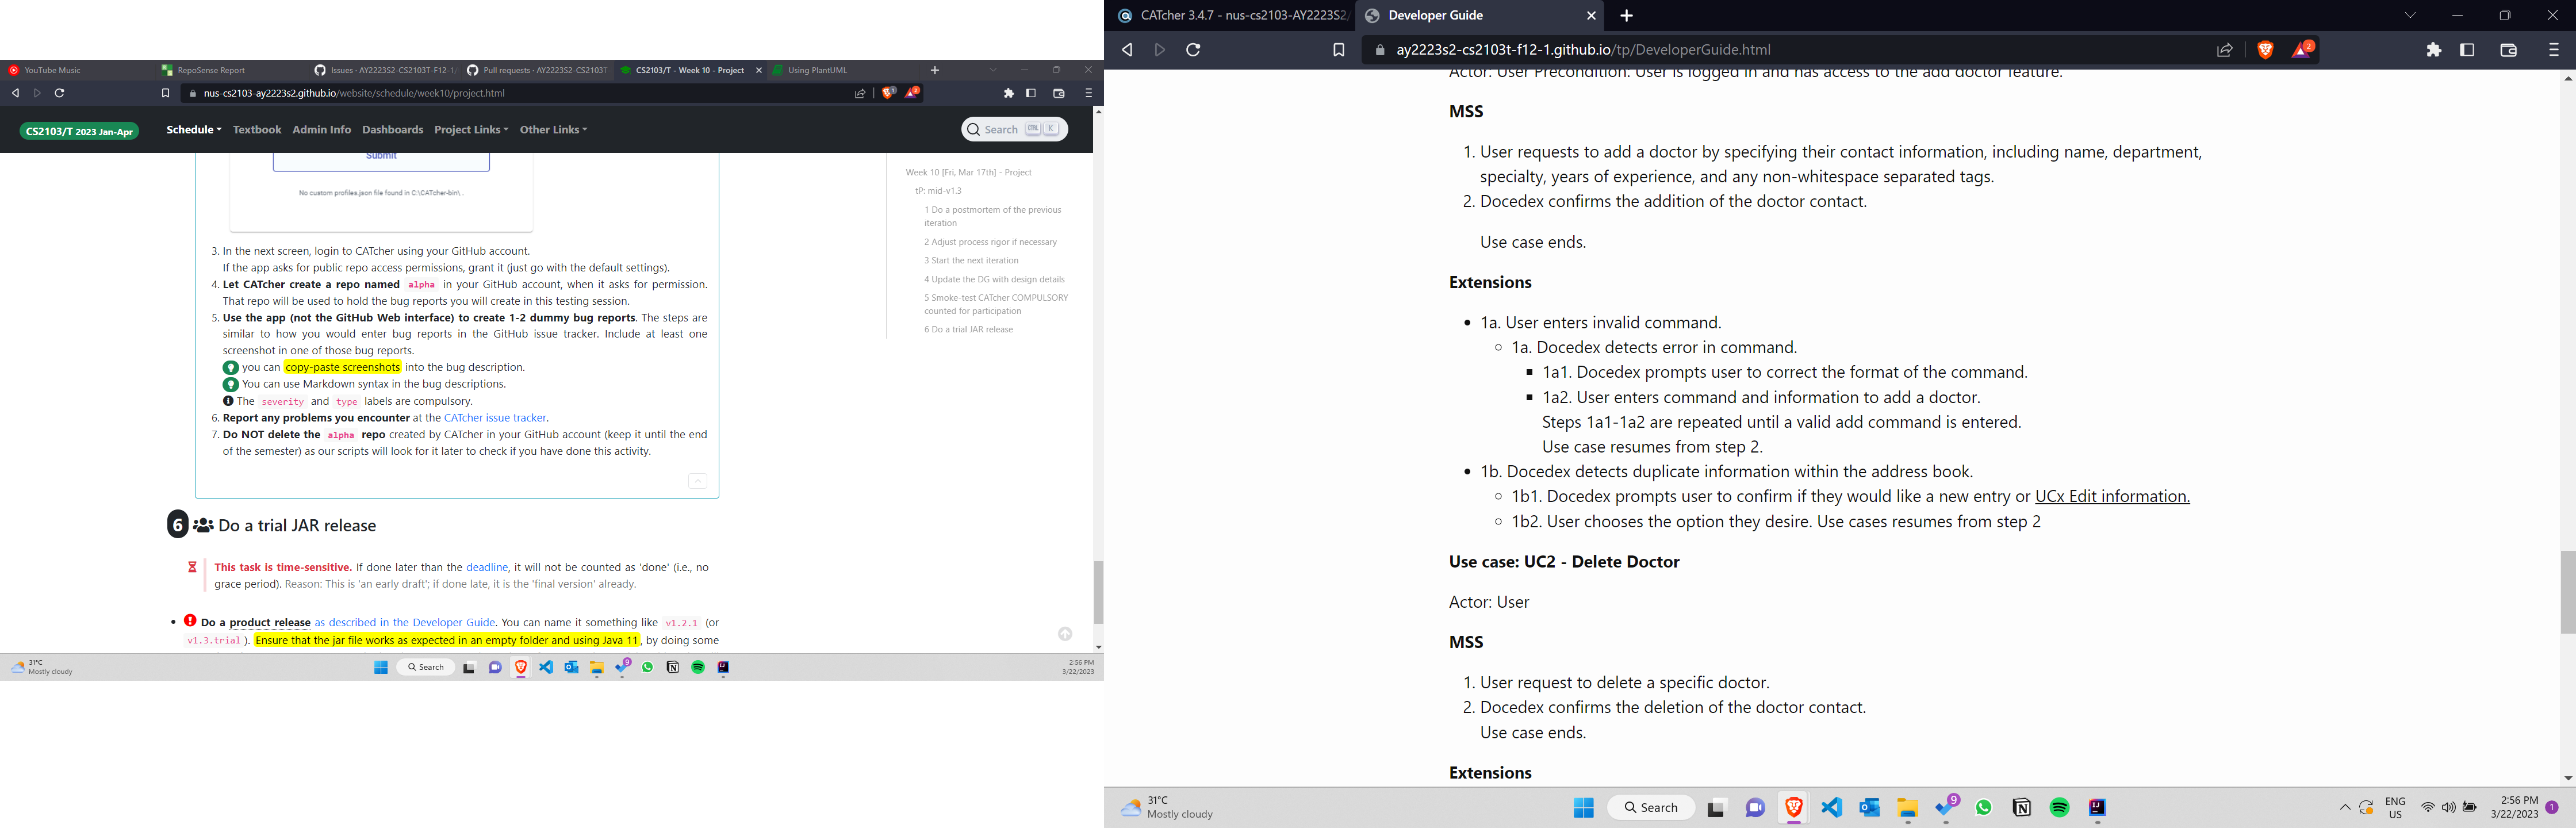 YouTube Music
RepoSense Report
Issues · AY2223S2-CS2103T-F12-1/
Pull requests · AY2223S2-CS2103T
CS2103/T - Week 10 - Project
Using PlantUML
nus-cs2103-ay2223s2.github.io/website/schedule/week10/project.html
1
2
CS2103/T 2023 Jan-Apr
Schedule
Textbook
Admin Info
Dashboards
Project Links
Other Links
Search
CTRL
K
Submit
No custom profiles.json file found in C:\CATcher-bin\ .
3. In the next screen, login to CATcher using your GitHub account.
If the app asks for public repo access permissions, grant it (just go with the default settings).
4. Let CATcher create a repo named alpha in your GitHub account, when it asks for permission.
That repo will be used to hold the bug reports you will create in this testing session.
5. Use the app (not the GitHub Web interface) to create 1-2 dummy bug reports. The steps are
similar to how you would enter bug reports in the GitHub issue tracker. Include at least one
screenshot in one of those bug reports.
you can copy-paste screenshots into the bug description.
You can use Markdown syntax in the bug descriptions.
The severity and type labels are compulsory.
6. Report any problems you encounter at the CATcher issue tracker.
7. Do NOT delete the alpha repo created by CATcher in your GitHub account (keep it until the end
of the semester) as our scripts will look for it later to check if you have done this activity.
6 Do a trial JAR release
This task is time-sensitive. If done later than the deadline, it will not be counted as 'done' (i.e., no
grace period). Reason: This is 'an early draft'; if done late, it is the 'final version' already.
• Do a product release as described in the Developer Guide. You can name it something like v1.2.1 (or
v1.3.trial ). Ensure that the jar file works as expected in an empty folder and using Java 11, by doing some
Week 10 [Fri, Mar 17th] - Project
tP: mid-v1.3
1 Do a postmortem of the previous
iteration
2 Adjust process rigor if necessary
3 Start the next iteration
4 Update the DG with design details
5 Smoke-test CATcher COMPULSORY
counted for participation
6 Do a trial JAR release
31°C
Mostly cloudy
Search
9
2:56 PM
3/22/2023
CATcher 3.4.7 - nus-cs2103-AY2223S2/
Developer Guide
ay2223s2-cs2103t-f12-1.github.io/tp/DeveloperGuide.html
2
Actor: User Precondition: User is logged in and has access to the add doctor feature.
MSS
1. User requests to add a doctor by specifying their contact information, including name, department,
specialty, years of experience, and any non-whitespace separated tags.
2. Docedex confirms the addition of the doctor contact.
Use case ends.
Extensions
• 1a. User enters invalid command.
◦ 1a. Docedex detects error in command.
▪ 1a1. Docedex prompts user to correct the format of the command.
▪ 1a2. User enters command and information to add a doctor.
Steps 1a1-1a2 are repeated until a valid add command is entered.
Use case resumes from step 2.
• 1b. Docedex detects duplicate information within the address book.
◦ 1b1. Docedex prompts user to confirm if they would like a new entry or UCx Edit information.
◦ 1b2. User chooses the option they desire. Use cases resumes from step 2
Use case: UC2 - Delete Doctor
Actor: User
MSS
1. User request to delete a specific doctor.
2. Docedex confirms the deletion of the doctor contact.
Use case ends.
Extensions
31°C
Mostly cloudy
Search
9
ENG
US
2:56 PM
3/22/2023
1